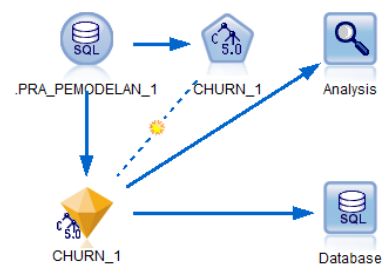 SQL
C 5.0
.PRA_PEMODELAN_1
CHURN_1
Analysis
C 5.0
SQL
CHURN_1
Database